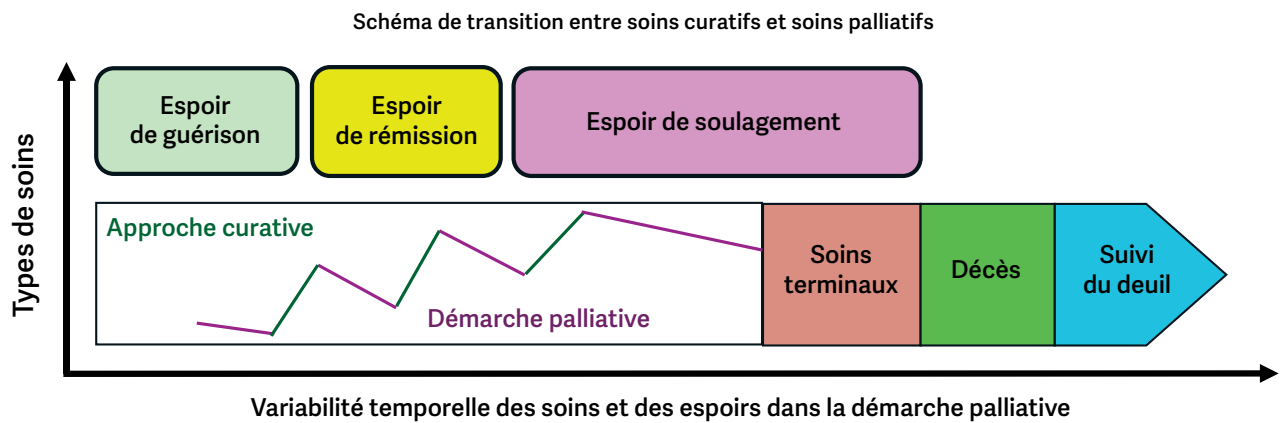 Schéma de transition entre soins curatifs et soins palliatifs
Types de soins
Espoir
de guérison
Espoir
de rémission
Espoir de soulagement
Approche curative
Démarche palliative
Soins
terminaux
Décès
Suivi
du deuil
Variabilité temporelle des soins et des espoirs dans la démarche palliative